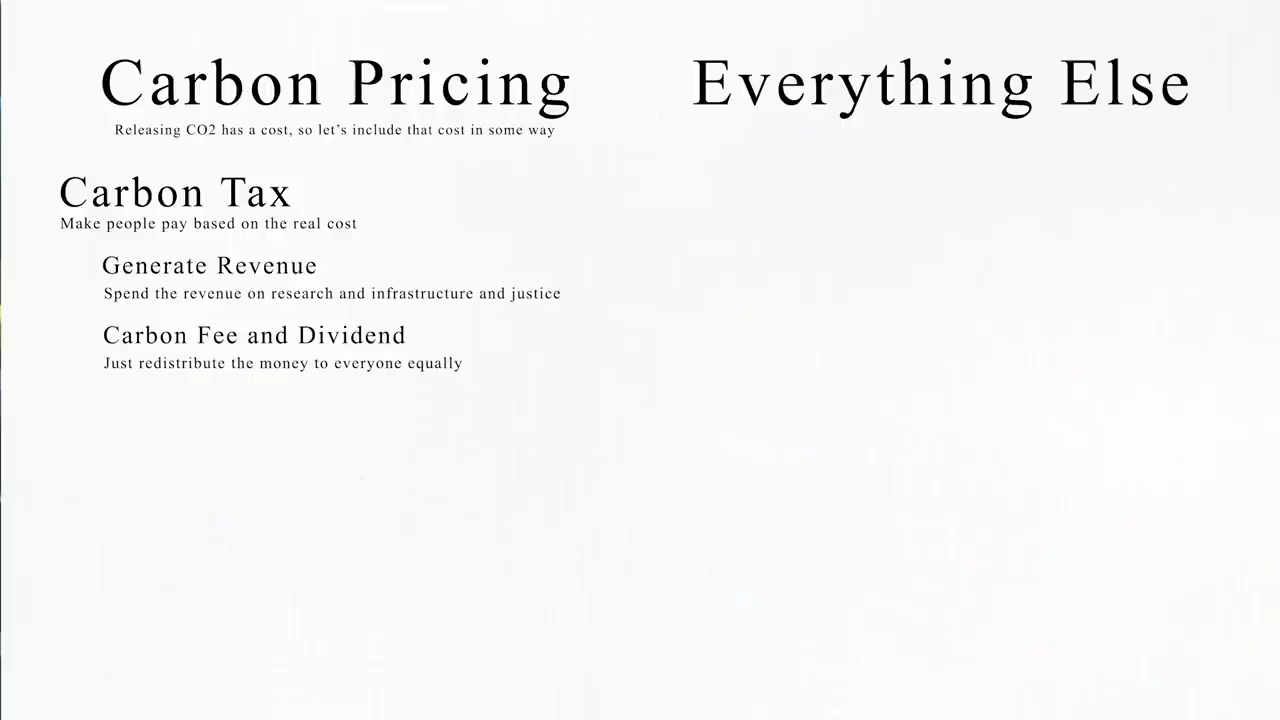 Carbon Pricing
Everything Else
Releasing CO2 has a cost, so let’s include that cost in some way
Carbon Tax
Make people pay based on the real cost
Generate Revenue
Spend the revenue on research and infrastructure and justice
Carbon Fee and Dividend
Just redistribute the money to everyone equally